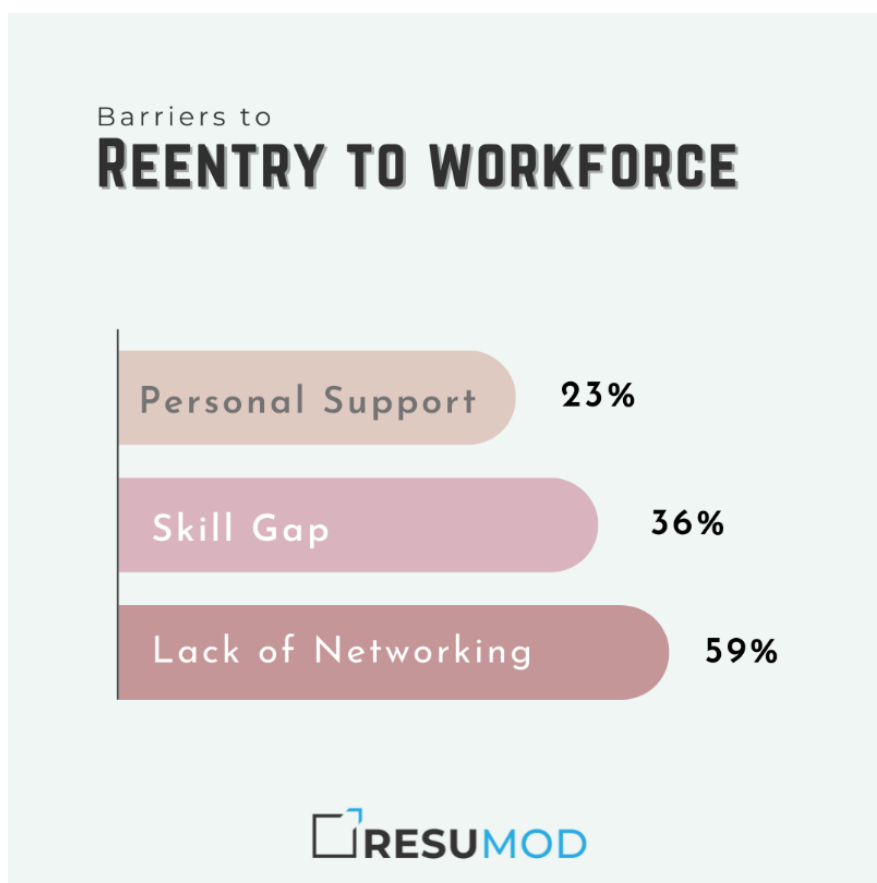 Barriers to
REENTRY TO WORKFORCE
Personal Support 23%
Skill Gap 36%
Lack of Networking 59%
RESUMOD